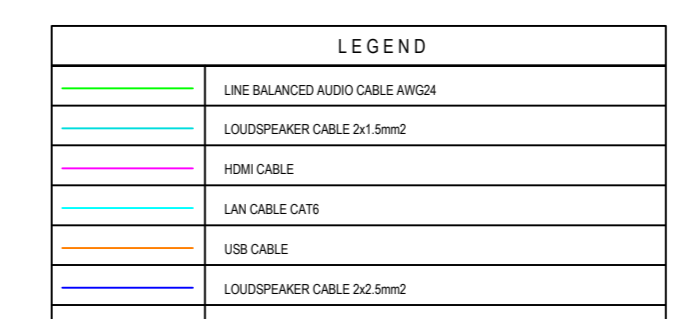 LEGEND
LINE BALANCED AUDIO CABLE AWG24
LOUDSPEAKER CABLE 2x1.5mm2
HDMI CABLE
LAN CABLE CAT6
USB CABLE
LOUDSPEAKER CABLE 2x2.5mm2